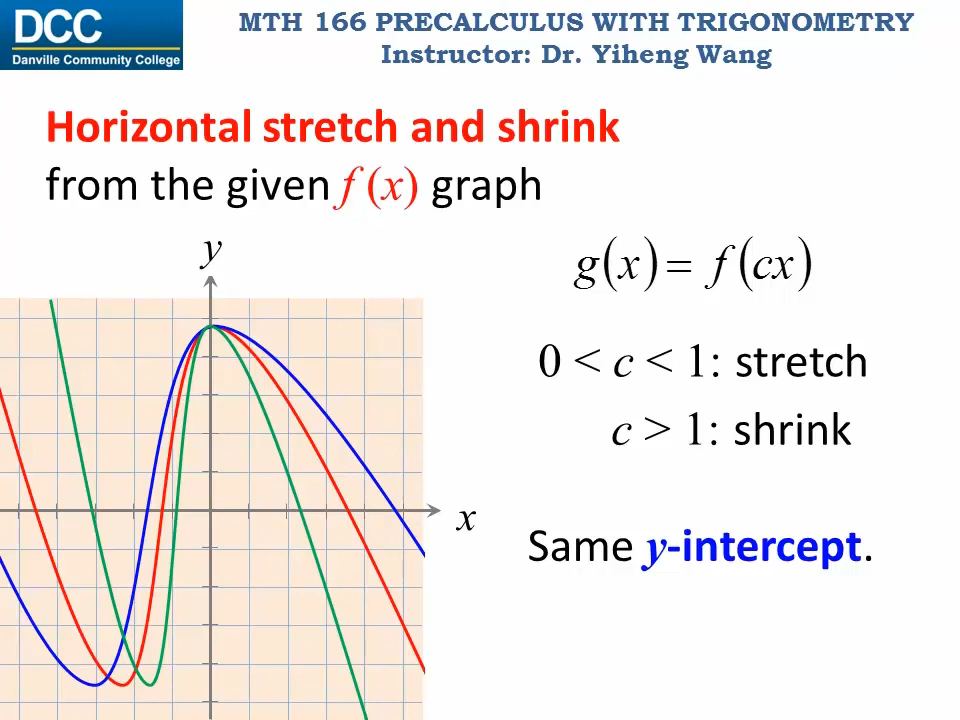 DCC
Danville Community College
MTH 166 PRECALCULUS WITH TRIGONOMETRY
Instructor: Dr. Yiheng Wang
Horizontal stretch and shrink
from the given f (x) graph
y
g(x) = f (cx)
0 < c < 1: stretch
c > 1: shrink
x
Same y-intercept.